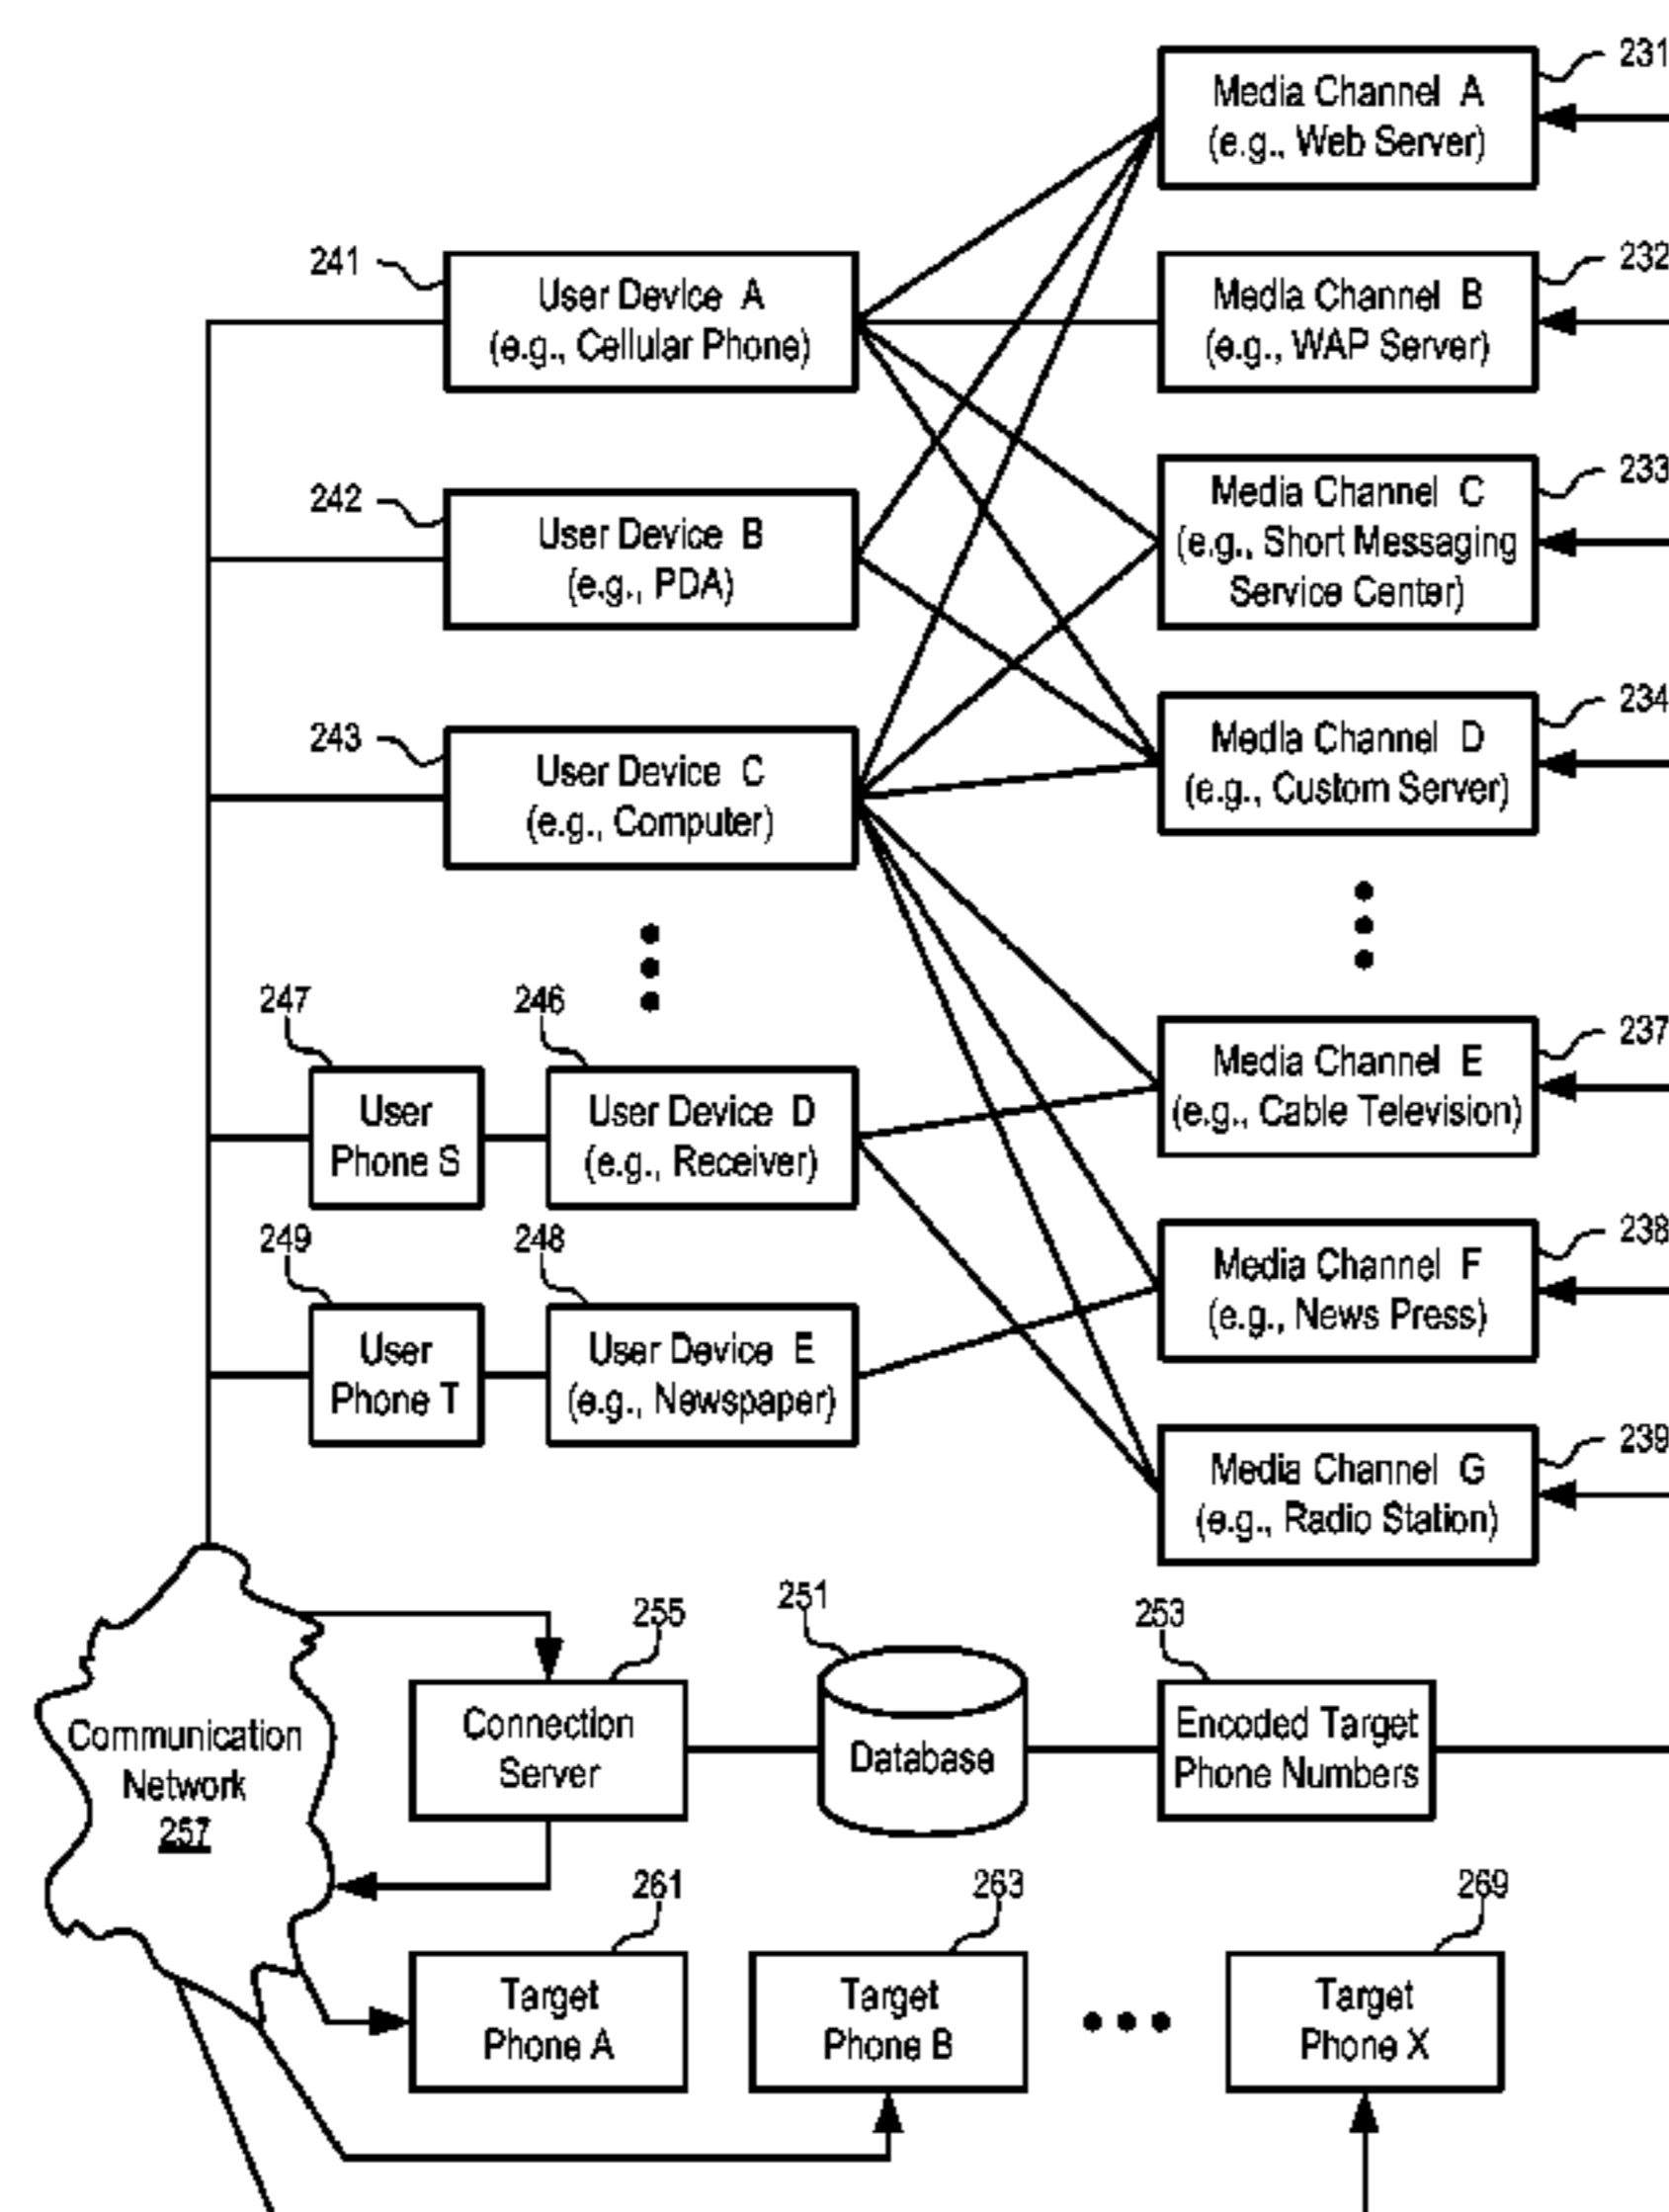 231
Media Channel A
(e.g., Web Server)
241
User Device A
(e.g., Cellular Phone)
232
Media Channel B
(e.g., WAP Server)
242
User Device B
(e.g., PDA)
233
Media Channel C
(e.g., Short Messaging
Service Center)
243
User Device C
(e.g., Computer)
234
Media Channel D
(e.g., Custom Server)
247
User
Phone S
246
User Device D
(e.g., Receiver)
237
Media Channel E
(e.g., Cable Television)
249
User
Phone T
248
User Device E
(e.g., Newspaper)
238
Media Channel F
(e.g., News Press)
239
Media Channel G
(e.g., Radio Station)
Communication
Network
257
255
Connection
Server
251
Database
253
Encoded Target
Phone Numbers
261
Target
Phone A
263
Target
Phone B
269
Target
Phone X